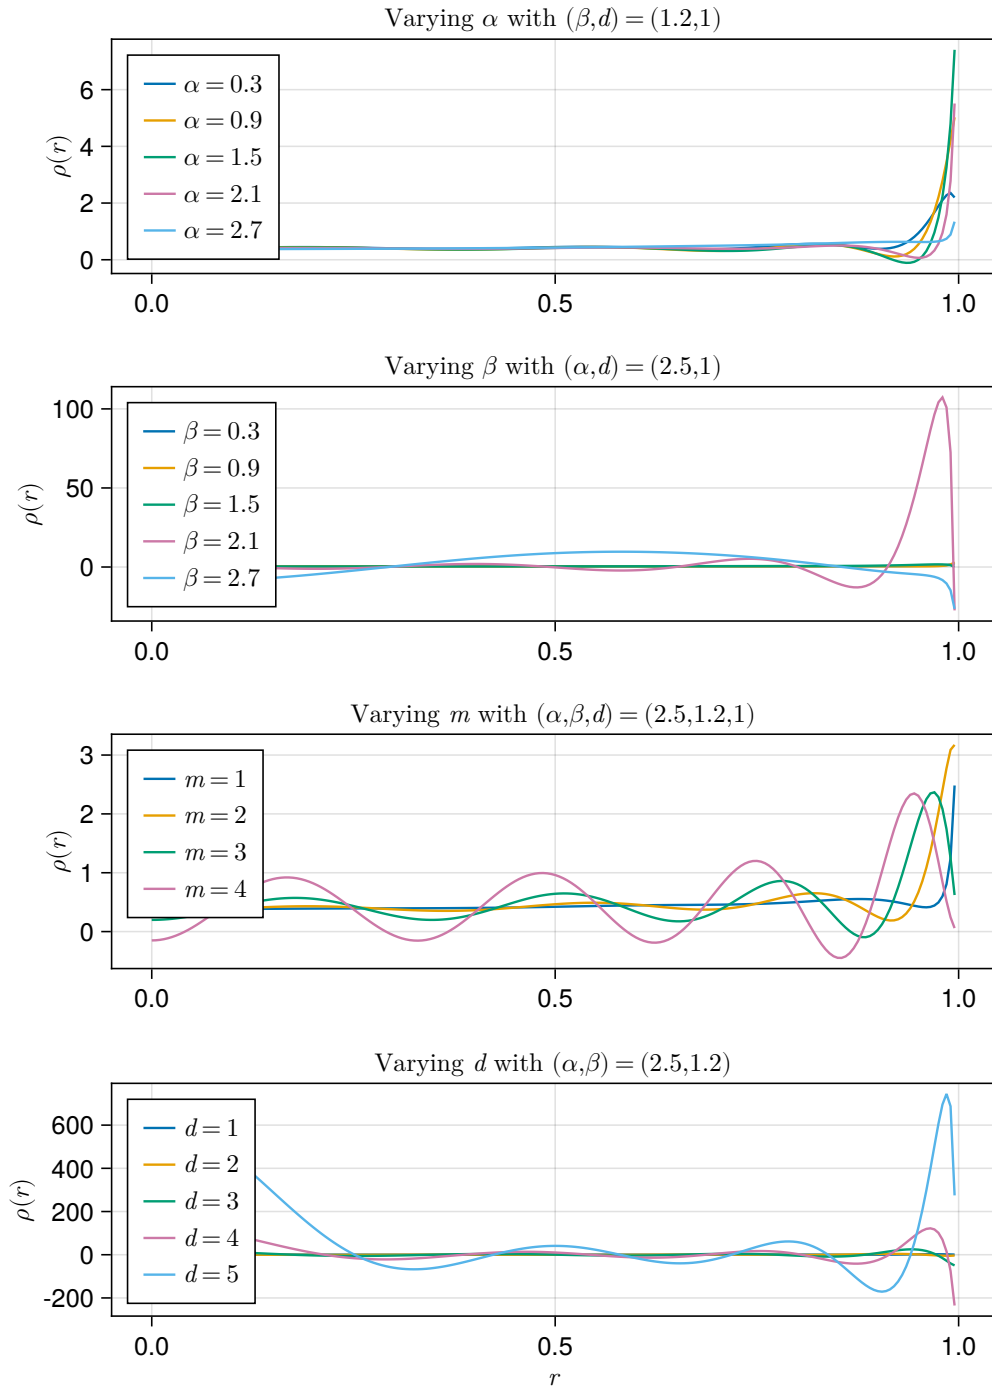 Varying α with (β,d) = (1.2,1)
α = 0.3
α = 0.9
α = 1.5
α = 2.1
α = 2.7
ρ(r)
6
4
2
0
0.0 0.5 1.0
Varying β with (α,d) = (2.5,1)
β = 0.3
β = 0.9
β = 1.5
β = 2.1
β = 2.7
ρ(r)
100
50
0
0.0 0.5 1.0
Varying m with (α,β,d) = (2.5,1.2,1)
m = 1
m = 2
m = 3
m = 4
ρ(r)
3
2
1
0
0.0 0.5 1.0
Varying d with (α,β) = (2.5,1.2)
d = 1
d = 2
d = 3
d = 4
d = 5
ρ(r)
600
400
200
0
-200
0.0 0.5 1.0
r